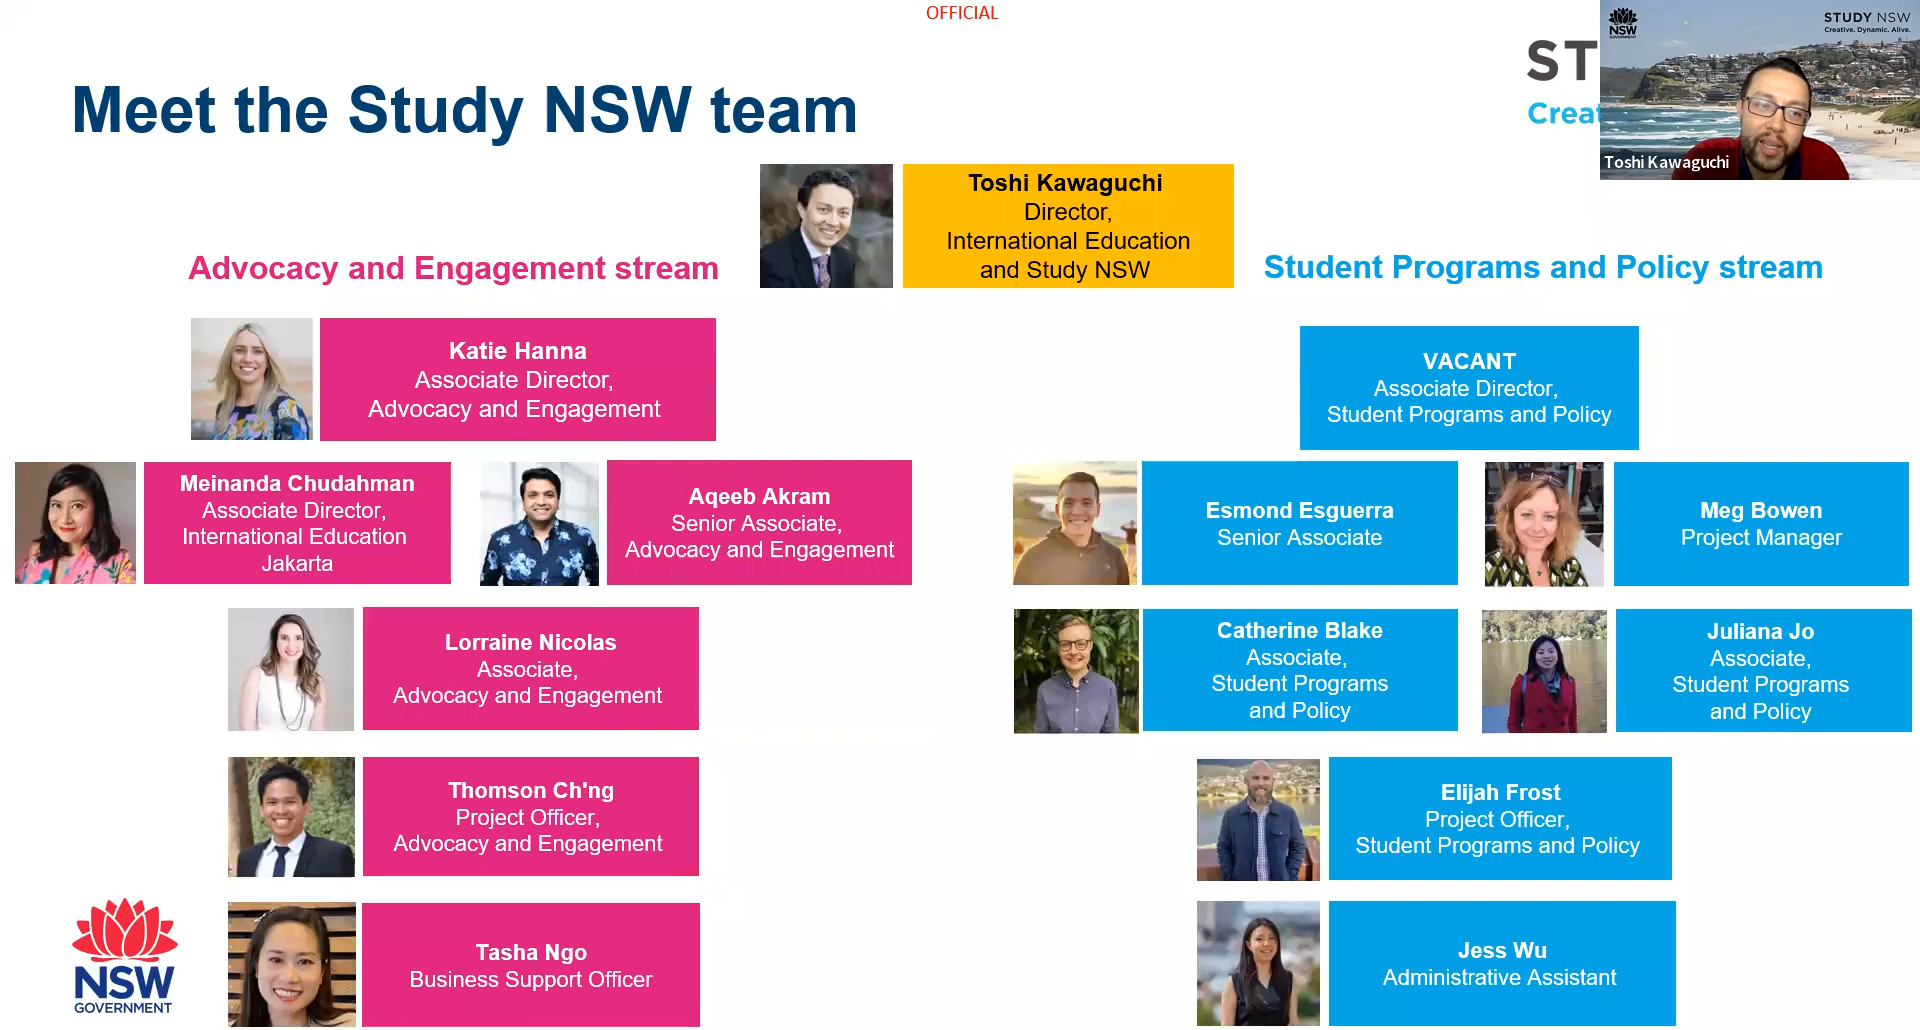 OFFICIAL
NSW
GOVERNMENT
STUDY NSW
Creative. Dynamic. Alive.
Toshi Kawaguchi
ST
Creat
Meet the Study NSW team
Toshi Kawaguchi
Director,
International Education
and Study NSW
Advocacy and Engagement stream
Katie Hanna
Associate Director,
Advocacy and Engagement
Meinanda Chudahman
Associate Director,
International Education
Jakarta
Aqeeb Akram
Senior Associate,
Advocacy and Engagement
Lorraine Nicolas
Associate,
Advocacy and Engagement
Thomson Ch'ng
Project Officer,
Advocacy and Engagement
Tasha Ngo
Business Support Officer
Student Programs and Policy stream
VACANT
Associate Director,
Student Programs and Policy
Esmond Esguerra
Senior Associate
Meg Bowen
Project Manager
Catherine Blake
Associate,
Student Programs
and Policy
Juliana Jo
Associate,
Student Programs
and Policy
Elijah Frost
Project Officer,
Student Programs and Policy
Jess Wu
Administrative Assistant
NSW
GOVERNMENT